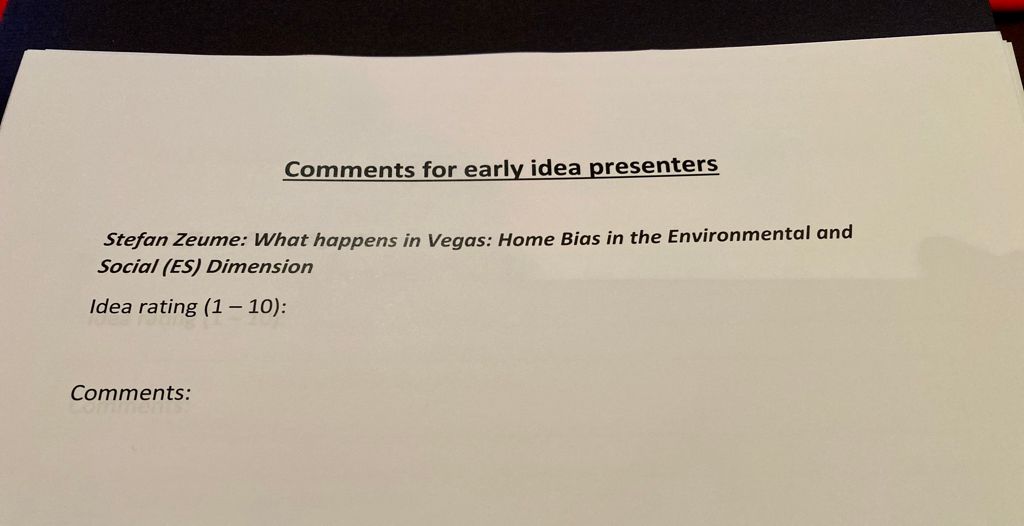 Comments for early idea presenters
Stefan Zeume: What happens in Vegas: Home Bias in the Environmental and
Social (ES) Dimension
Idea rating (1 – 10):
Comments: